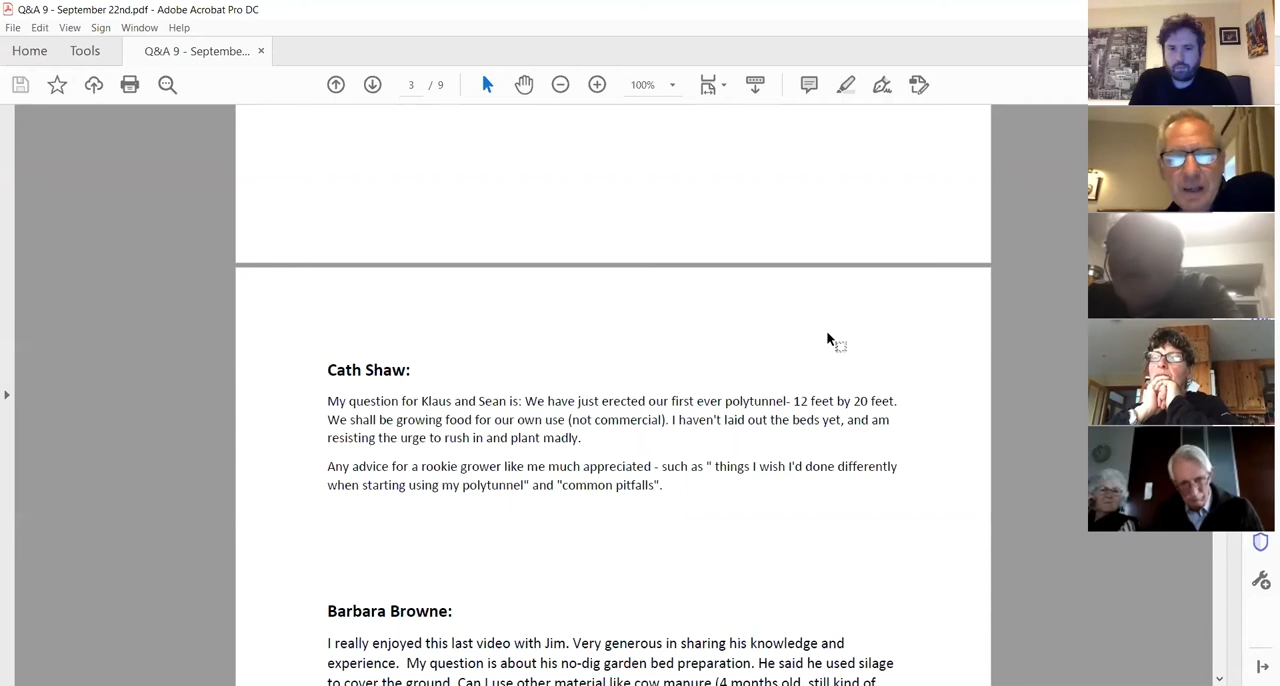 Q&A 9 - September 22nd.pdf - Adobe Acrobat Pro DC
File Edit View Sign Window Help
Home Tools Q&A 9 - Septembe... ×
3 / 9 100%
Cath Shaw:
My question for Klaus and Sean is: We have just erected our first ever polytunnel- 12 feet by 20 feet.
We shall be growing food for our own use (not commercial). I haven't laid out the beds yet, and am
resisting the urge to rush in and plant madly.
Any advice for a rookie grower like me much appreciated - such as " things I wish I'd done differently
when starting using my polytunnel" and "common pitfalls".
Barbara Browne:
I really enjoyed this last video with Jim. Very generous in sharing his knowledge and
experience. My question is about his no-dig garden bed preparation. He said he used silage
to cover the ground. Can I use other material like cow manure (4 months old, still kind of